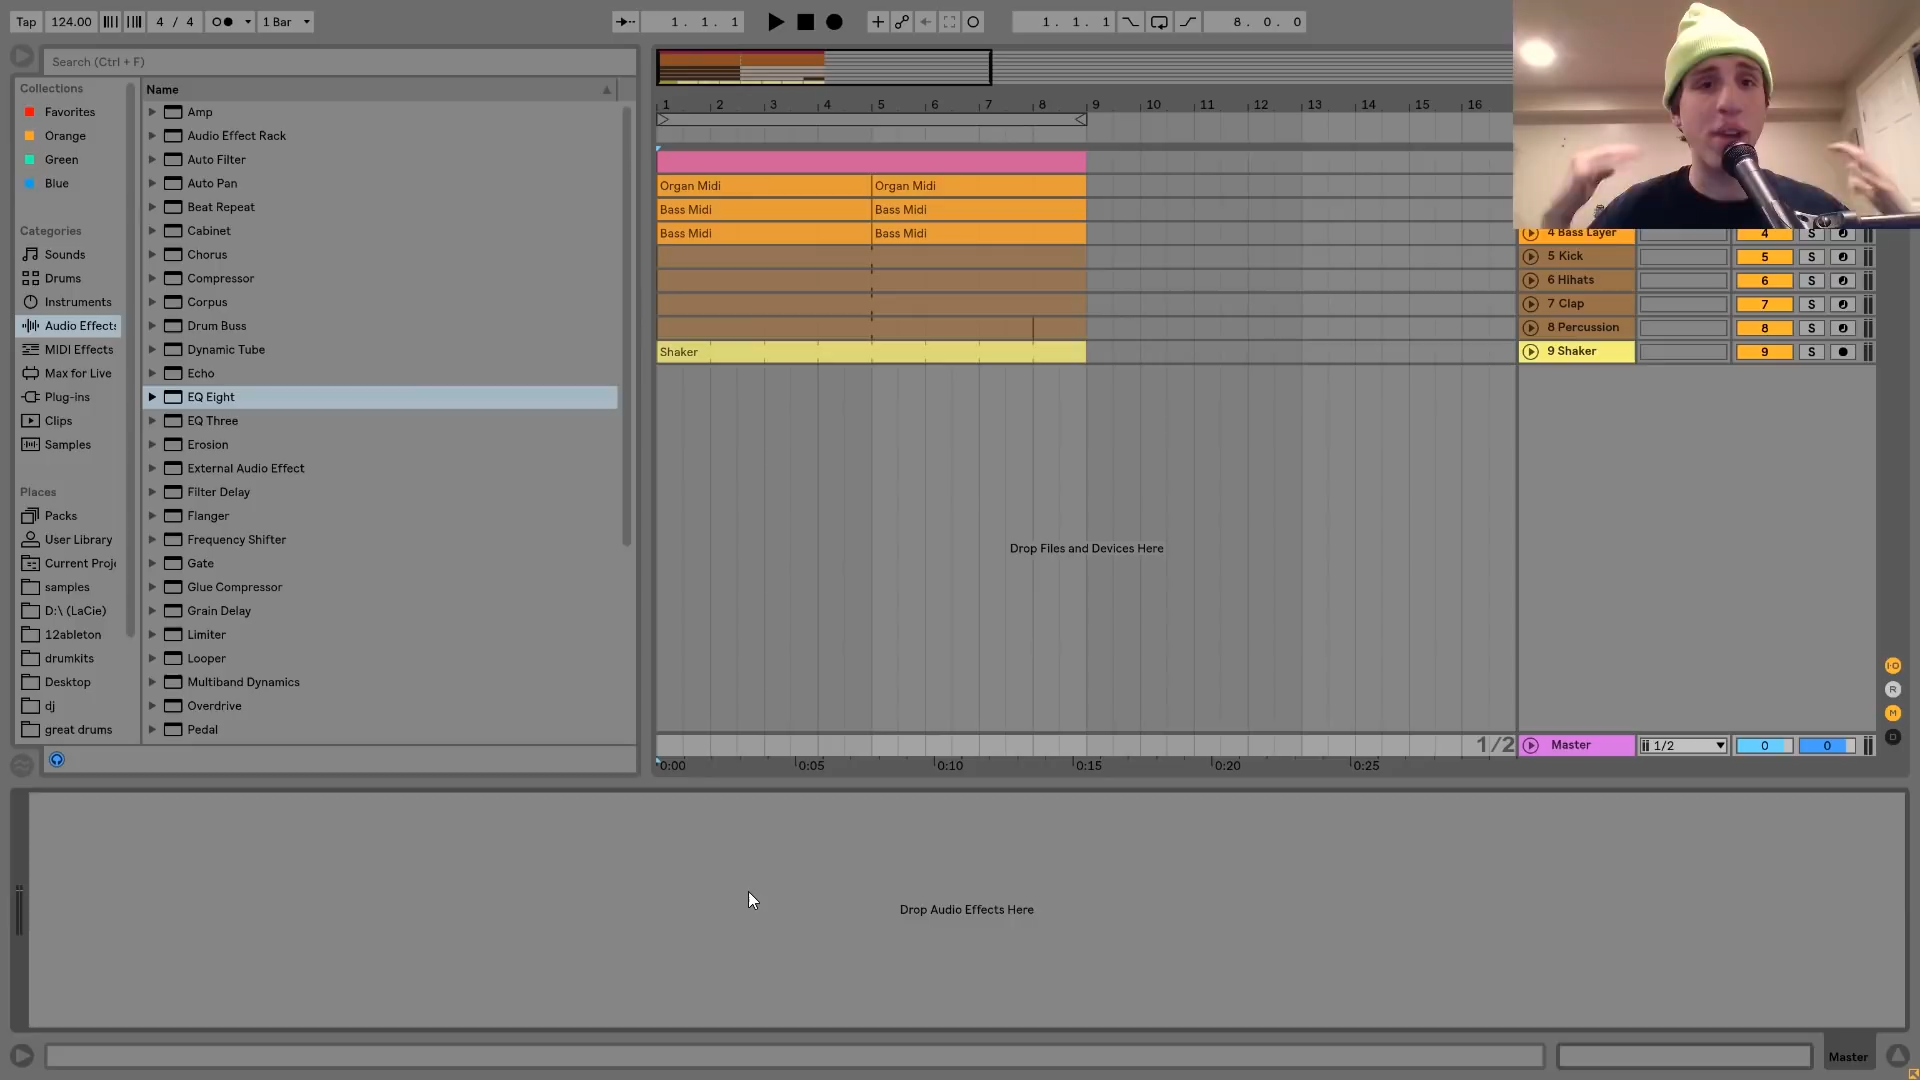 Tap 124.00 4 / 4 1 Bar 1. 1. 1 1. 1. 1 8. 0. 0
Search (Ctrl + F)
Collections
Favorites
Orange
Green
Blue
Categories
Sounds
Drums
Instruments
Audio Effects
MIDI Effects
Max for Live
Plug-ins
Clips
Samples
Places
Packs
User Library
Current Proj
samples
D:\ (LaCie)
12ableton
drumkits
Desktop
dj
great drums
Name
Amp
Audio Effect Rack
Auto Filter
Auto Pan
Beat Repeat
Cabinet
Chorus
Compressor
Corpus
Drum Buss
Dynamic Tube
Echo
EQ Eight
EQ Three
Erosion
External Audio Effect
Filter Delay
Flanger
Frequency Shifter
Gate
Glue Compressor
Grain Delay
Limiter
Looper
Multiband Dynamics
Overdrive
Pedal
1 2 3 4 5 6 7 8 9 10 11 12 13 14 15 16
Organ Midi Organ Midi
Bass Midi Bass Midi
Bass Midi Bass Midi
Shaker
Drop Files and Devices Here
1/2
0:00 0:05 0:10 0:15 0:20 0:25
4 Bass Layer 4 S
5 Kick 5 S
6 Hihats 6 S
7 Clap 7 S
8 Percussion 8 S
9 Shaker 9 S
I·O
R
M
D
Master 1/2 0 0
Drop Audio Effects Here
Master